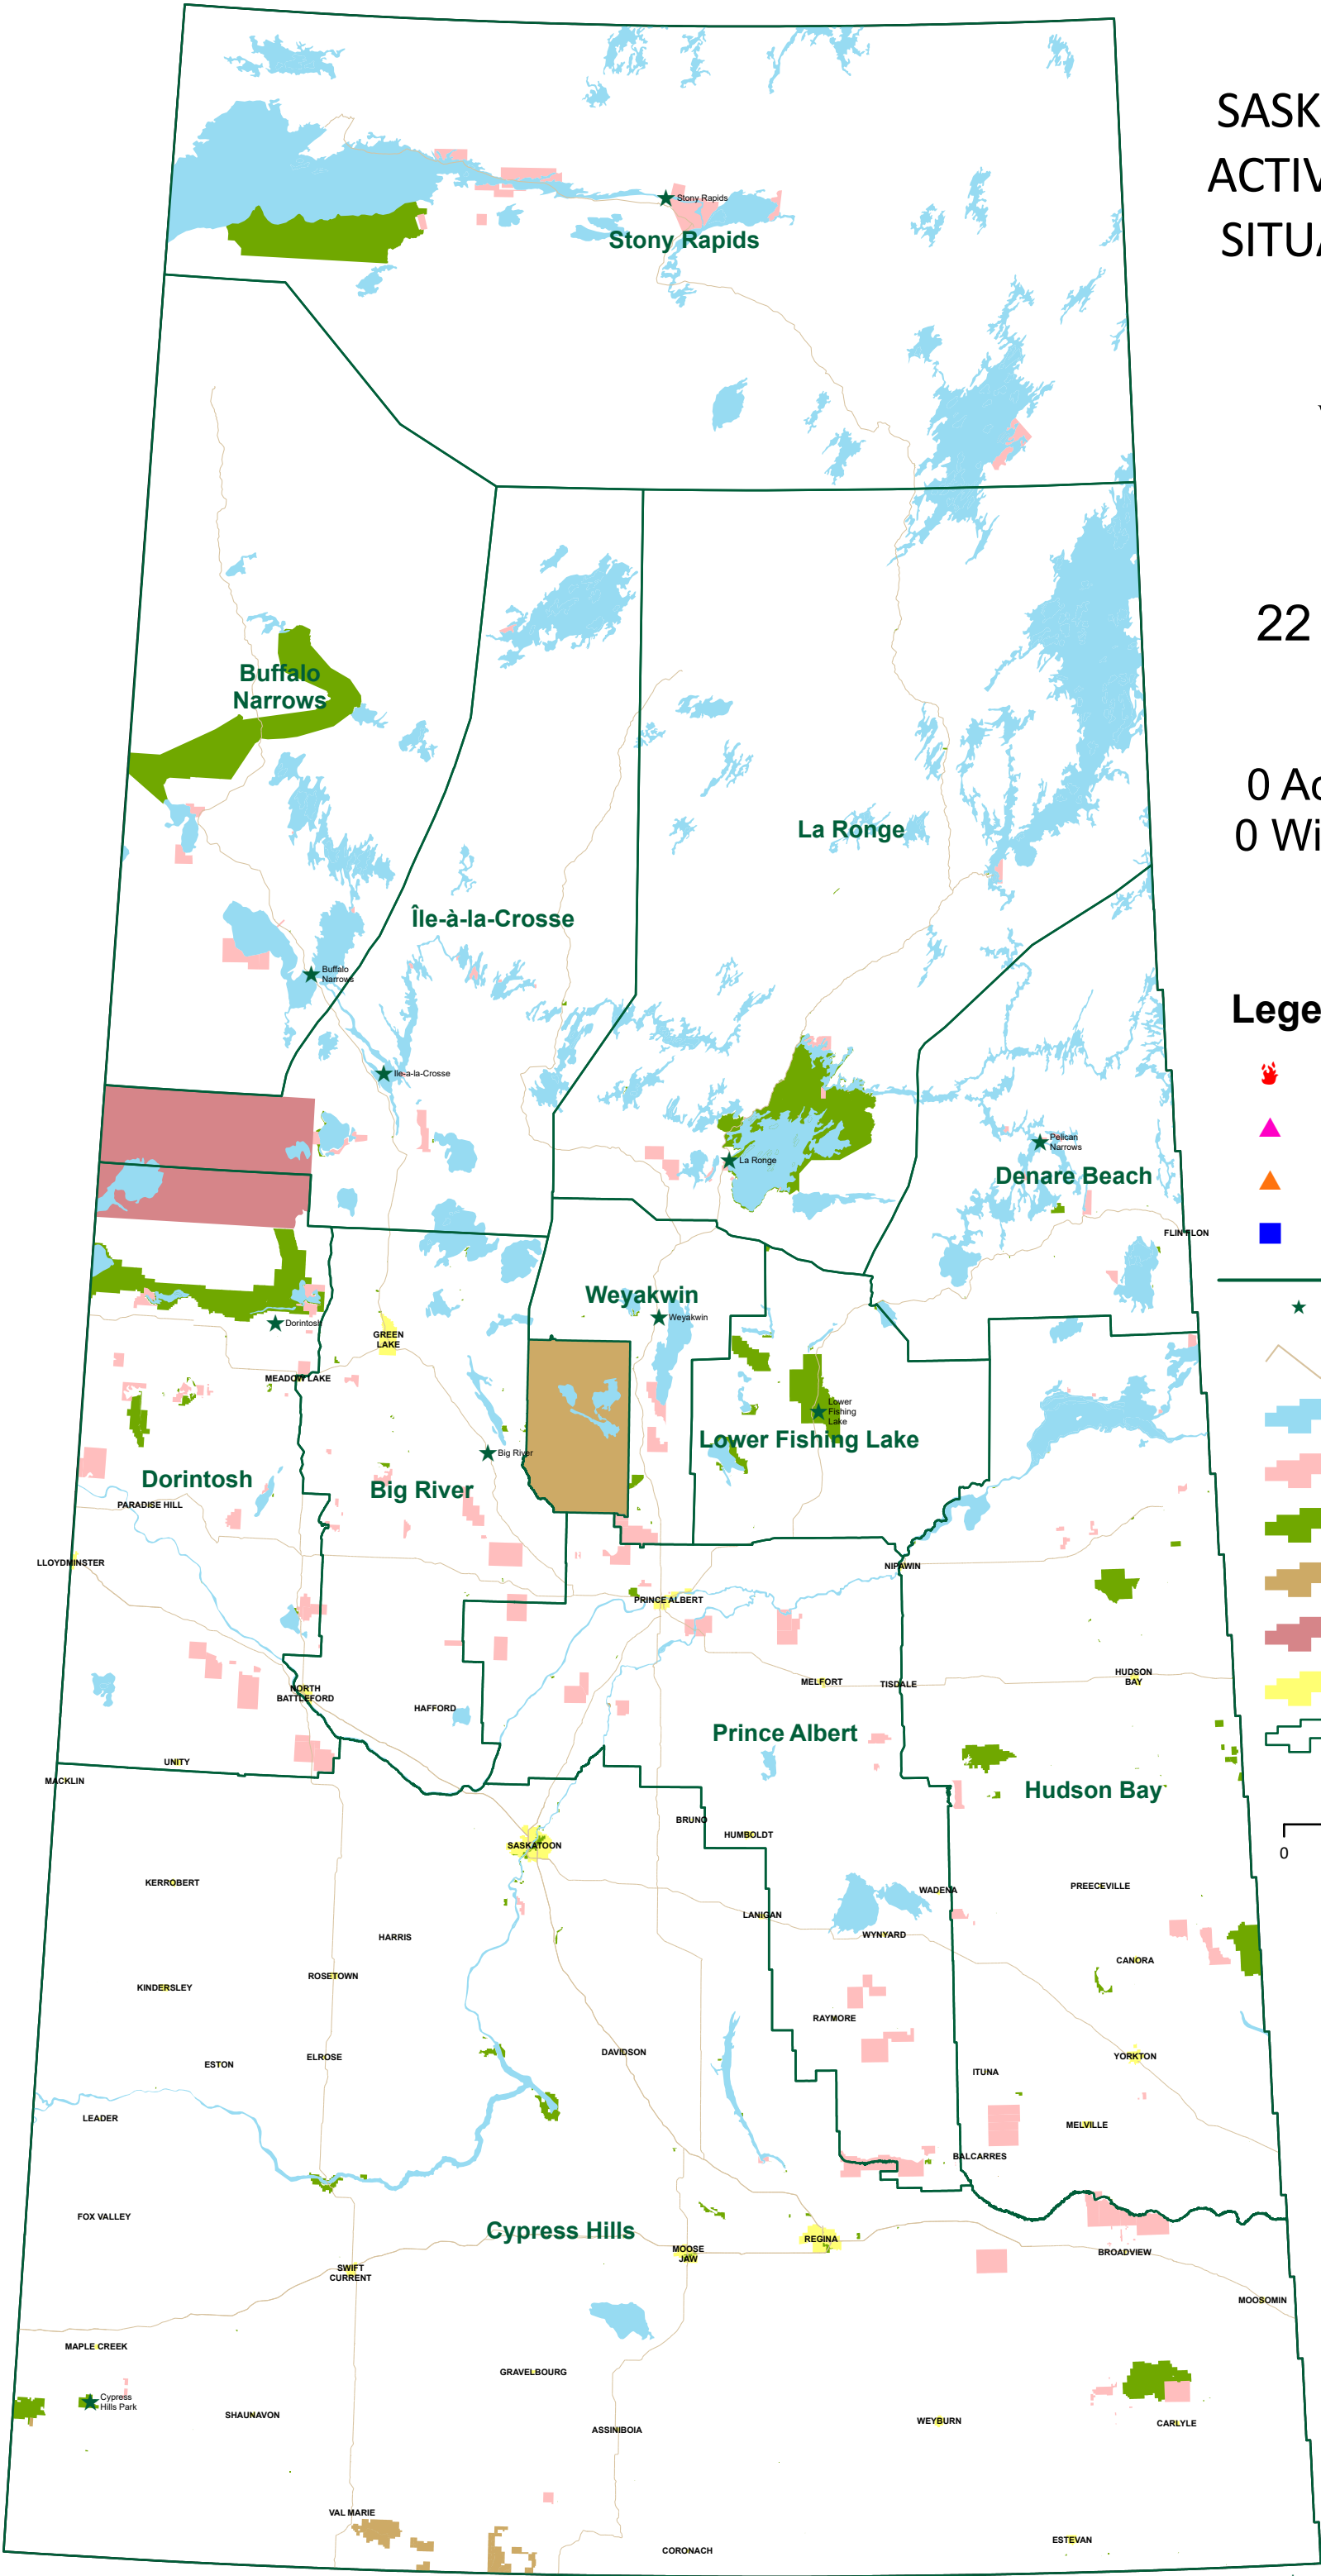 SASK
ACTIV
SITUA
22
0 Ac
0 Wi
Lege
0
Stony Rapids
Stony Rapids
Buffalo
Narrows
La Ronge
Île-à-la-Crosse
Buffalo
Narrows
Ile-a-la-Crosse
Pelican
Narrows
La Ronge
Denare Beach
FLIN FLON
Weyakwin
Weyakwin
Dorintosh
GREEN
LAKE
MEADOW LAKE
Lower
Fishing
Lake
Lower Fishing Lake
Big River
Dorintosh
Big River
PARADISE HILL
LLOYDMINSTER
NIPAWIN
PRINCE ALBERT
HUDSON
BAY
MELFORT
TISDALE
NORTH
BATTLEFORD
HAFFORD
Prince Albert
UNITY
MACKLIN
Hudson Bay
BRUNO
HUMBOLDT
SASKATOON
KERROBERT
PREECEVILLE
WADENA
LANIGAN
WYNYARD
HARRIS
CANORA
ROSETOWN
KINDERSLEY
RAYMORE
DAVIDSON
YORKTON
ELROSE
ESTON
ITUNA
LEADER
MELVILLE
BALCARRES
FOX VALLEY
Cypress Hills
REGINA
MOOSE
JAW
BROADVIEW
SWIFT
CURRENT
MOOSOMIN
MAPLE CREEK
GRAVELBOURG
Cypress
Hills Park
SHAUNAVON
WEYBURN
CARLYLE
ASSINIBOIA
VAL MARIE
ESTEVAN
CORONACH